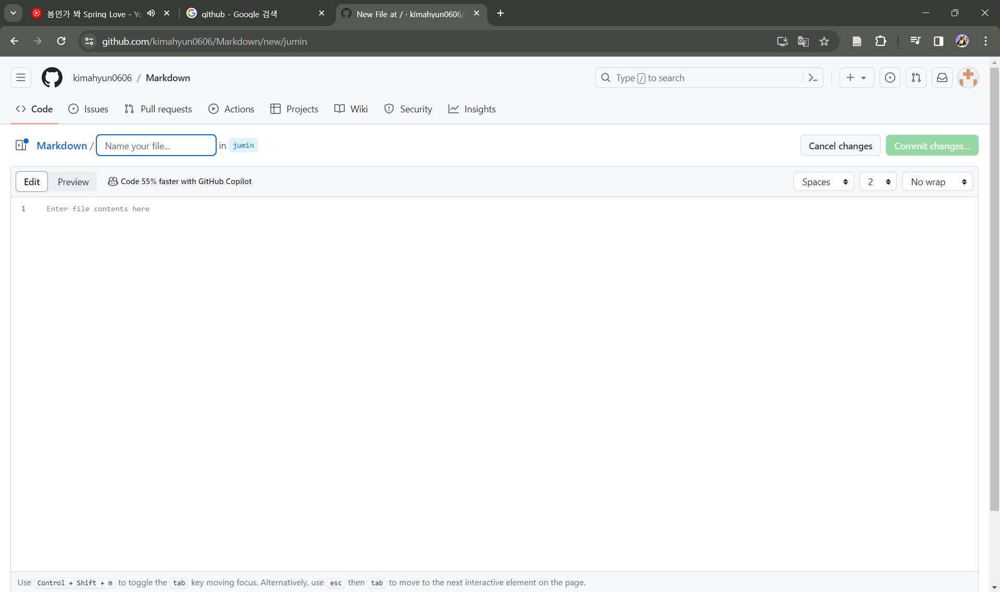 봄인가 봐 Spring Love - Yo
github - Google 검색
New File at / · kimahyun0606/
github.com/kimahyun0606/Markdown/new/jumin
kimahyun0606 / Markdown
Type / to search
Code Issues Pull requests Actions Projects Wiki Security Insights
Markdown / Name your file... in jumin
Cancel changes Commit changes...
Edit Preview Code 55% faster with GitHub Copilot Spaces 2 No wrap
1 Enter file contents here
Use Control + Shift + m to toggle the tab key moving focus. Alternatively, use esc then tab to move to the next interactive element on the page.